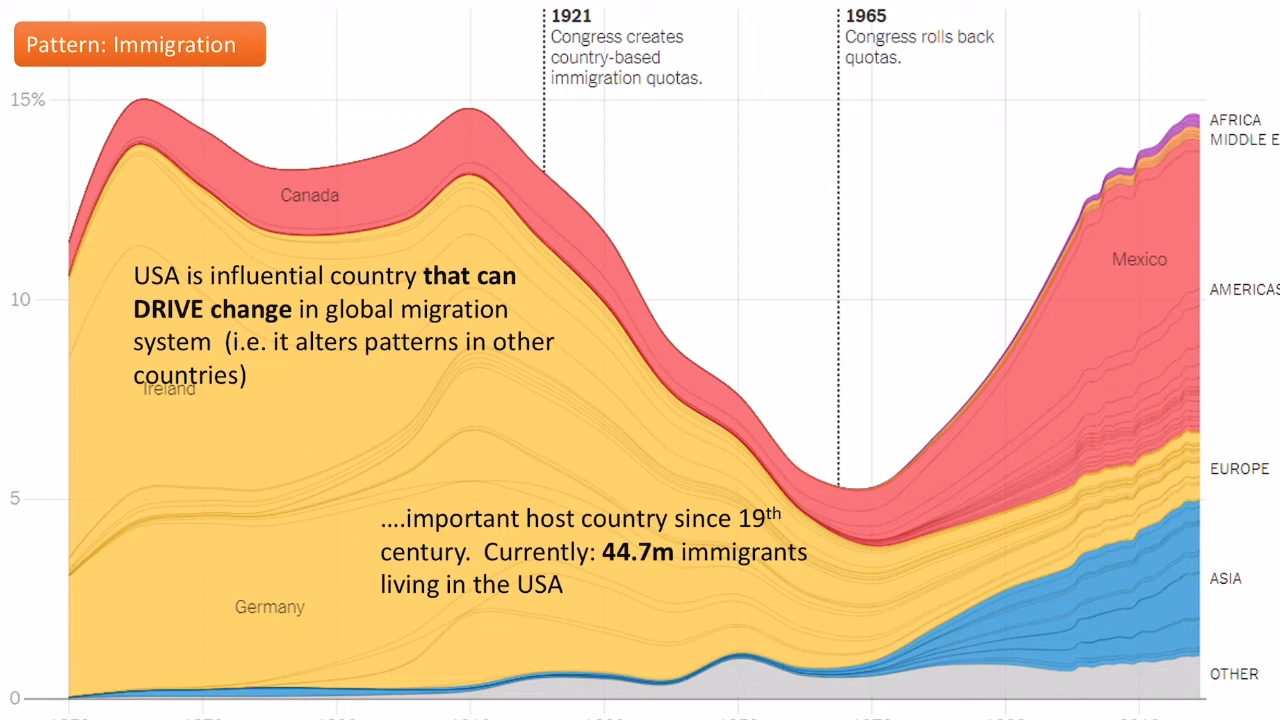 Pattern: Immigration
1921
Congress creates
country-based
immigration quotas.
1965
Congress rolls back
quotas.
15%
10
5
0
Canada
Ireland
Germany
Mexico
USA is influential country that can
DRIVE change in global migration
system (i.e. it alters patterns in other
countries)
....important host country since 19th
century. Currently: 44.7m immigrants
living in the USA
AFRICA
MIDDLE E
AMERICAS
EUROPE
ASIA
OTHER